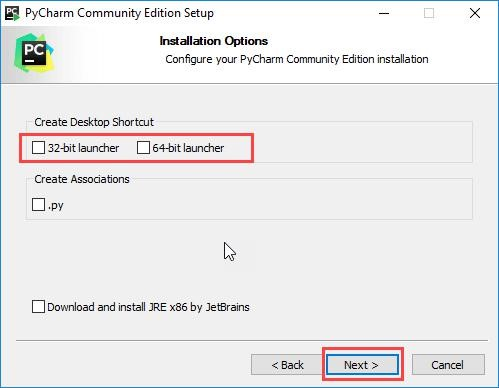 PC PyCharm Community Edition Setup
PC
Installation Options
Configure your PyCharm Community Edition installation
Create Desktop Shortcut
32-bit launcher 64-bit launcher
Create Associations
.py
Download and install JRE x86 by JetBrains
< Back Next > Cancel